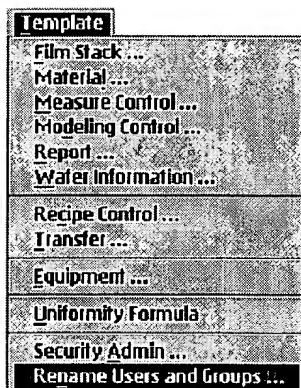 Template
Film Stack ...
Material ...
Measure Control ...
Modeling Control ...
Report ...
Wafer Information ...
Recipe Control ...
Transfer ...
Equipment ...
Uniformity Formula
Security Admin ...
Rename Users and Groups ...